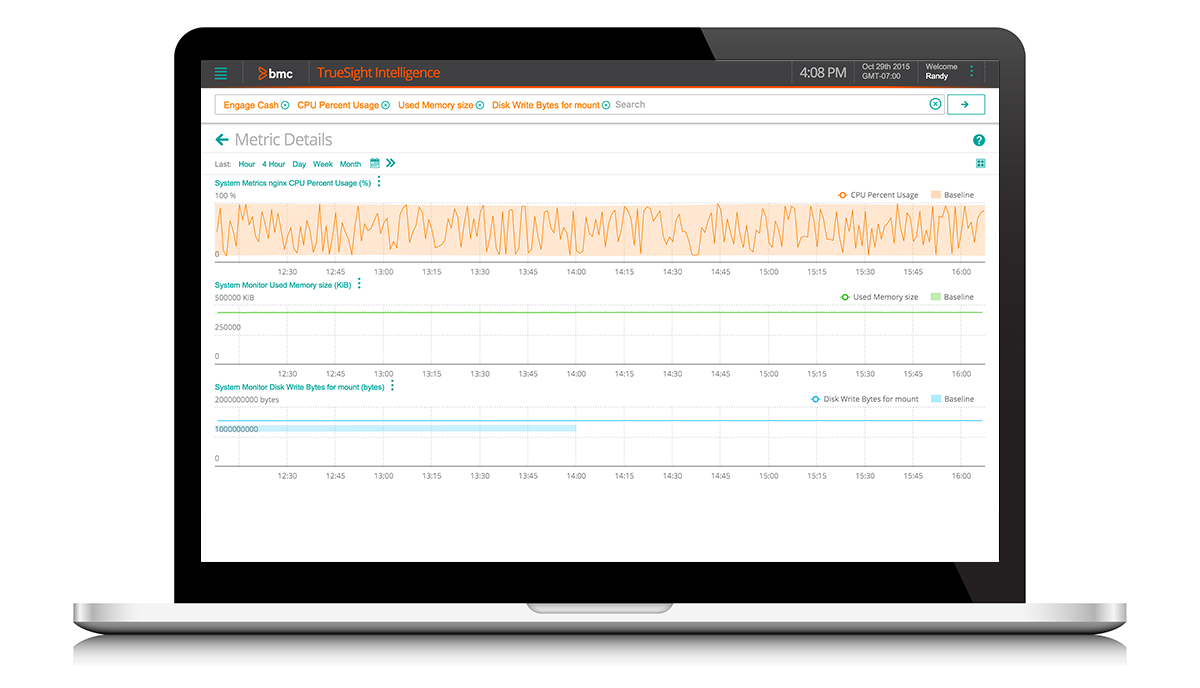 bmc TrueSight Intelligence 4:08 PM Oct 29th 2015 GMT-07:00 Welcome Randy
Engage Cash CPU Percent Usage Used Memory size Disk Write Bytes for mount Search
Metric Details
Last: Hour 4 Hour Day Week Month
System Metrics nginx CPU Percent Usage (%)
100 % CPU Percent Usage Baseline
0
12:30 12:45 13:00 13:15 13:30 13:45 14:00 14:15 14:30 14:45 15:00 15:15 15:30 15:45 16:00
System Monitor Used Memory size (KiB)
500000 KiB Used Memory size Baseline
250000
0
12:30 12:45 13:00 13:15 13:30 13:45 14:00 14:15 14:30 14:45 15:00 15:15 15:30 15:45 16:00
System Monitor Disk Write Bytes for mount (bytes)
2000000000 bytes Disk Write Bytes for mount Baseline
1000000000
0
12:30 12:45 13:00 13:15 13:30 13:45 14:00 14:15 14:30 14:45 15:00 15:15 15:30 15:45 16:00